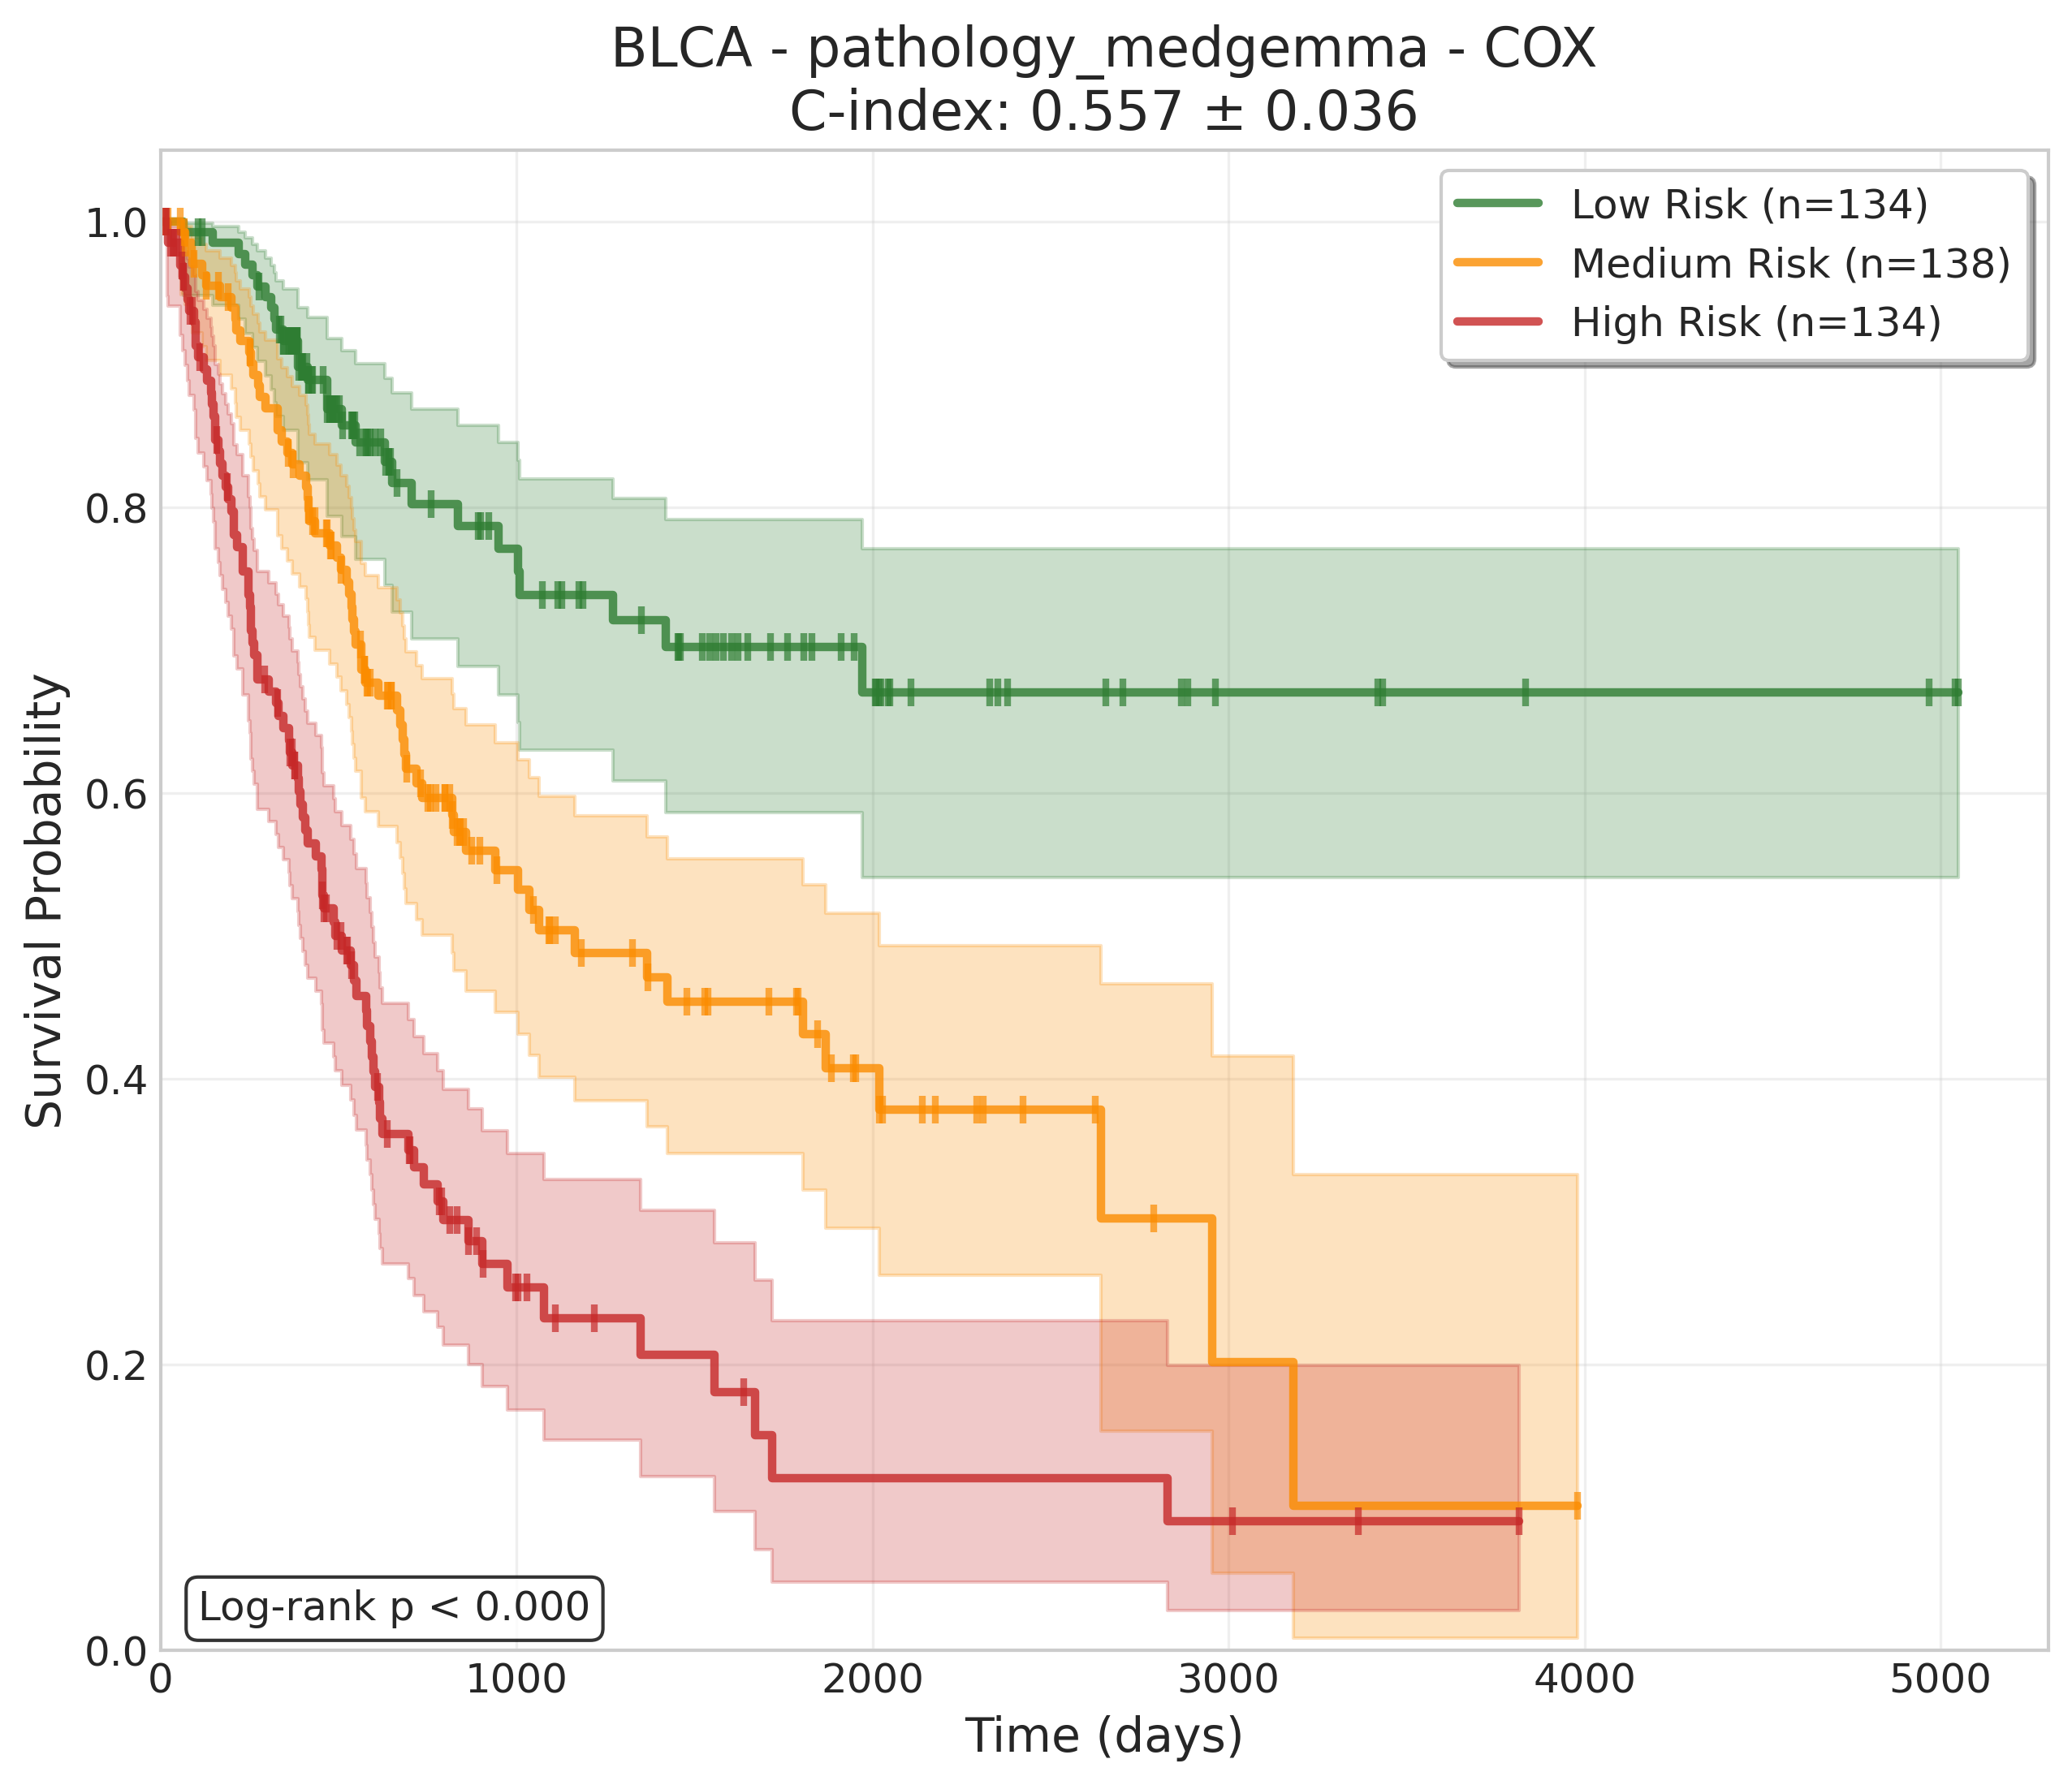 BLCA - pathology_medgemma - COX
C-index: 0.557 ± 0.036
Low Risk (n=134)
Medium Risk (n=138)
High Risk (n=134)
Survival Probability
1.0
0.8
0.6
0.4
0.2
0.0
Log-rank p < 0.000
0 1000 2000 3000 4000 5000
Time (days)